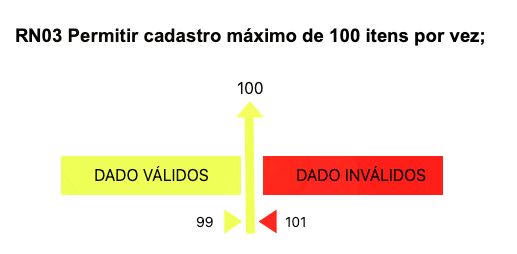 RN03 Permitir cadastro máximo de 100 itens por vez;
100
DADO VÁLIDOS
DADO INVÁLIDOS
99
101